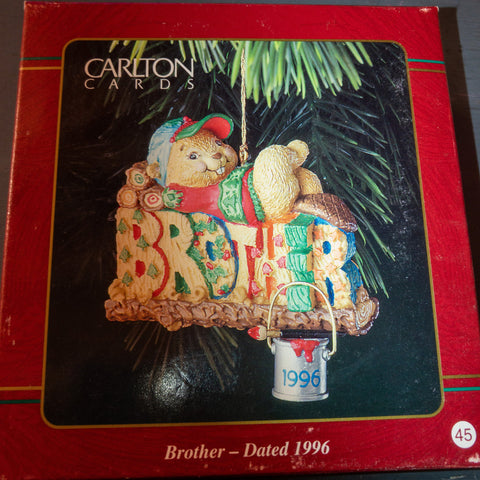 CARLTON
CARDS
BROTHER
1996
Brother – Dated 1996
45